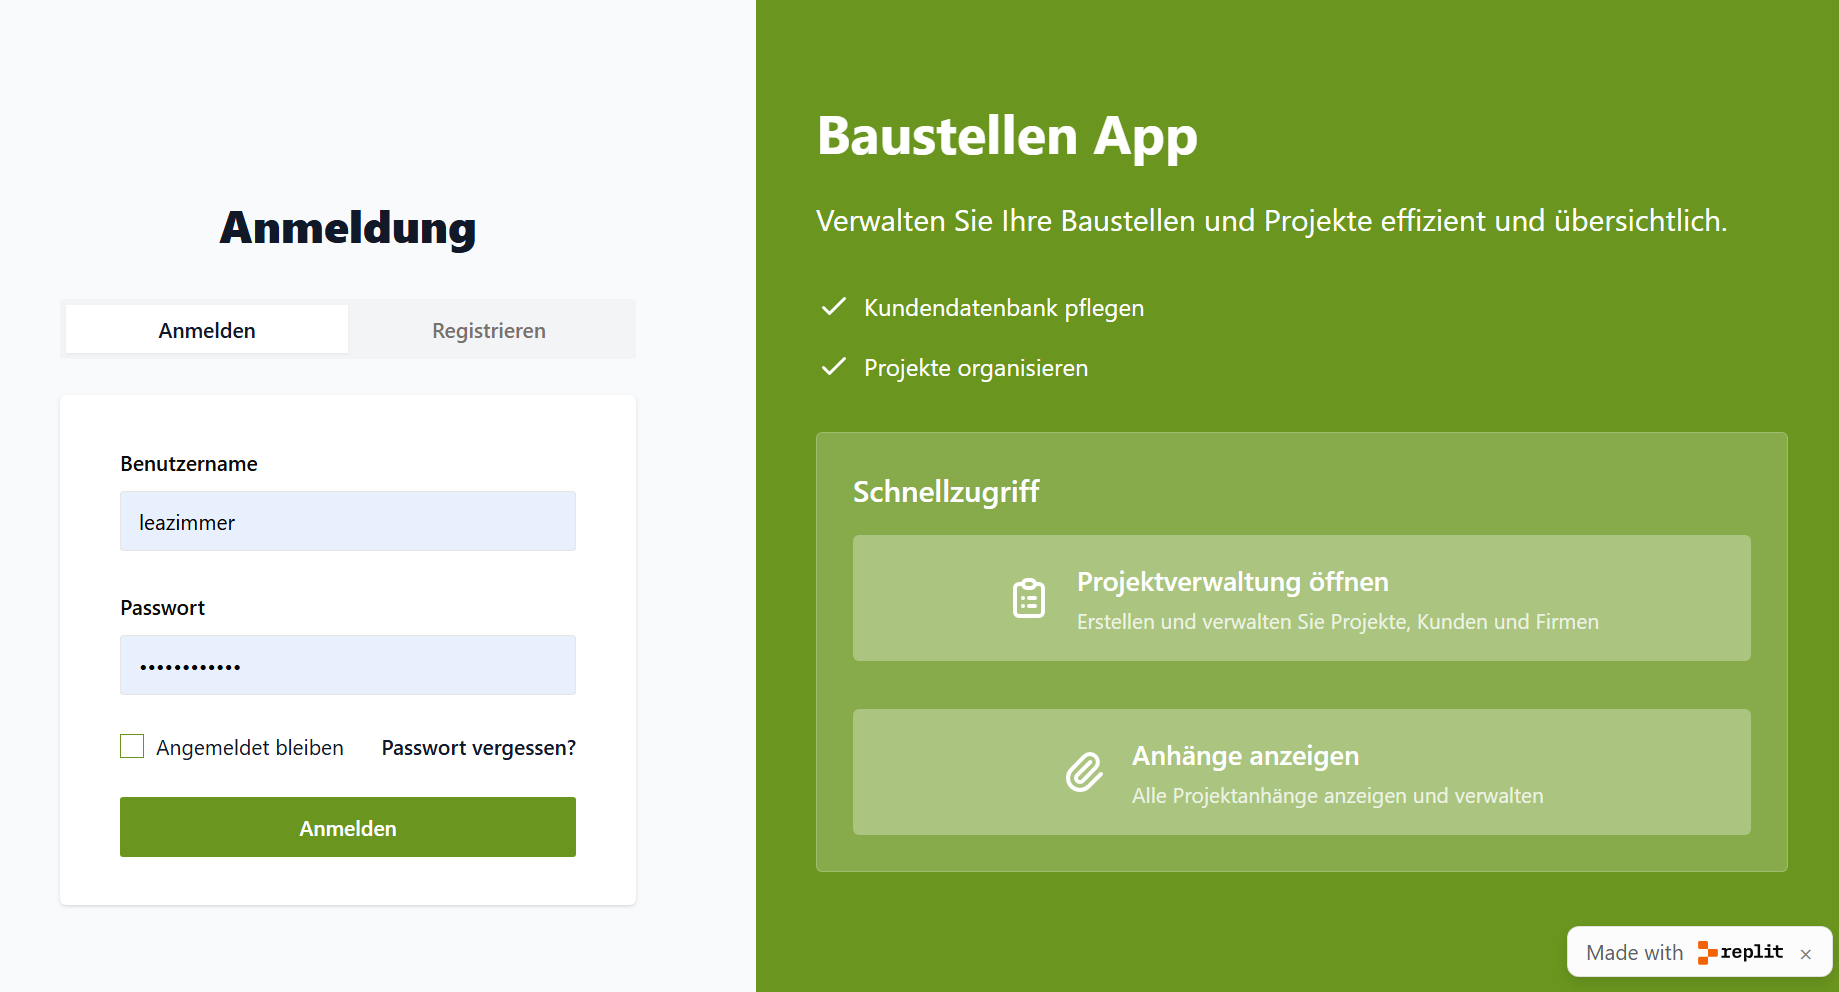 Anmeldung
Anmelden
Registrieren
Benutzername
leazimmer
Passwort
••••••••••••
Angemeldet bleiben
Passwort vergessen?
Anmelden
Baustellen App
Verwalten Sie Ihre Baustellen und Projekte effizient und übersichtlich.
Kundendatenbank pflegen
Projekte organisieren
Schnellzugriff
Projektverwaltung öffnen
Erstellen und verwalten Sie Projekte, Kunden und Firmen
Anhänge anzeigen
Alle Projektanhänge anzeigen und verwalten
Made with replit ×